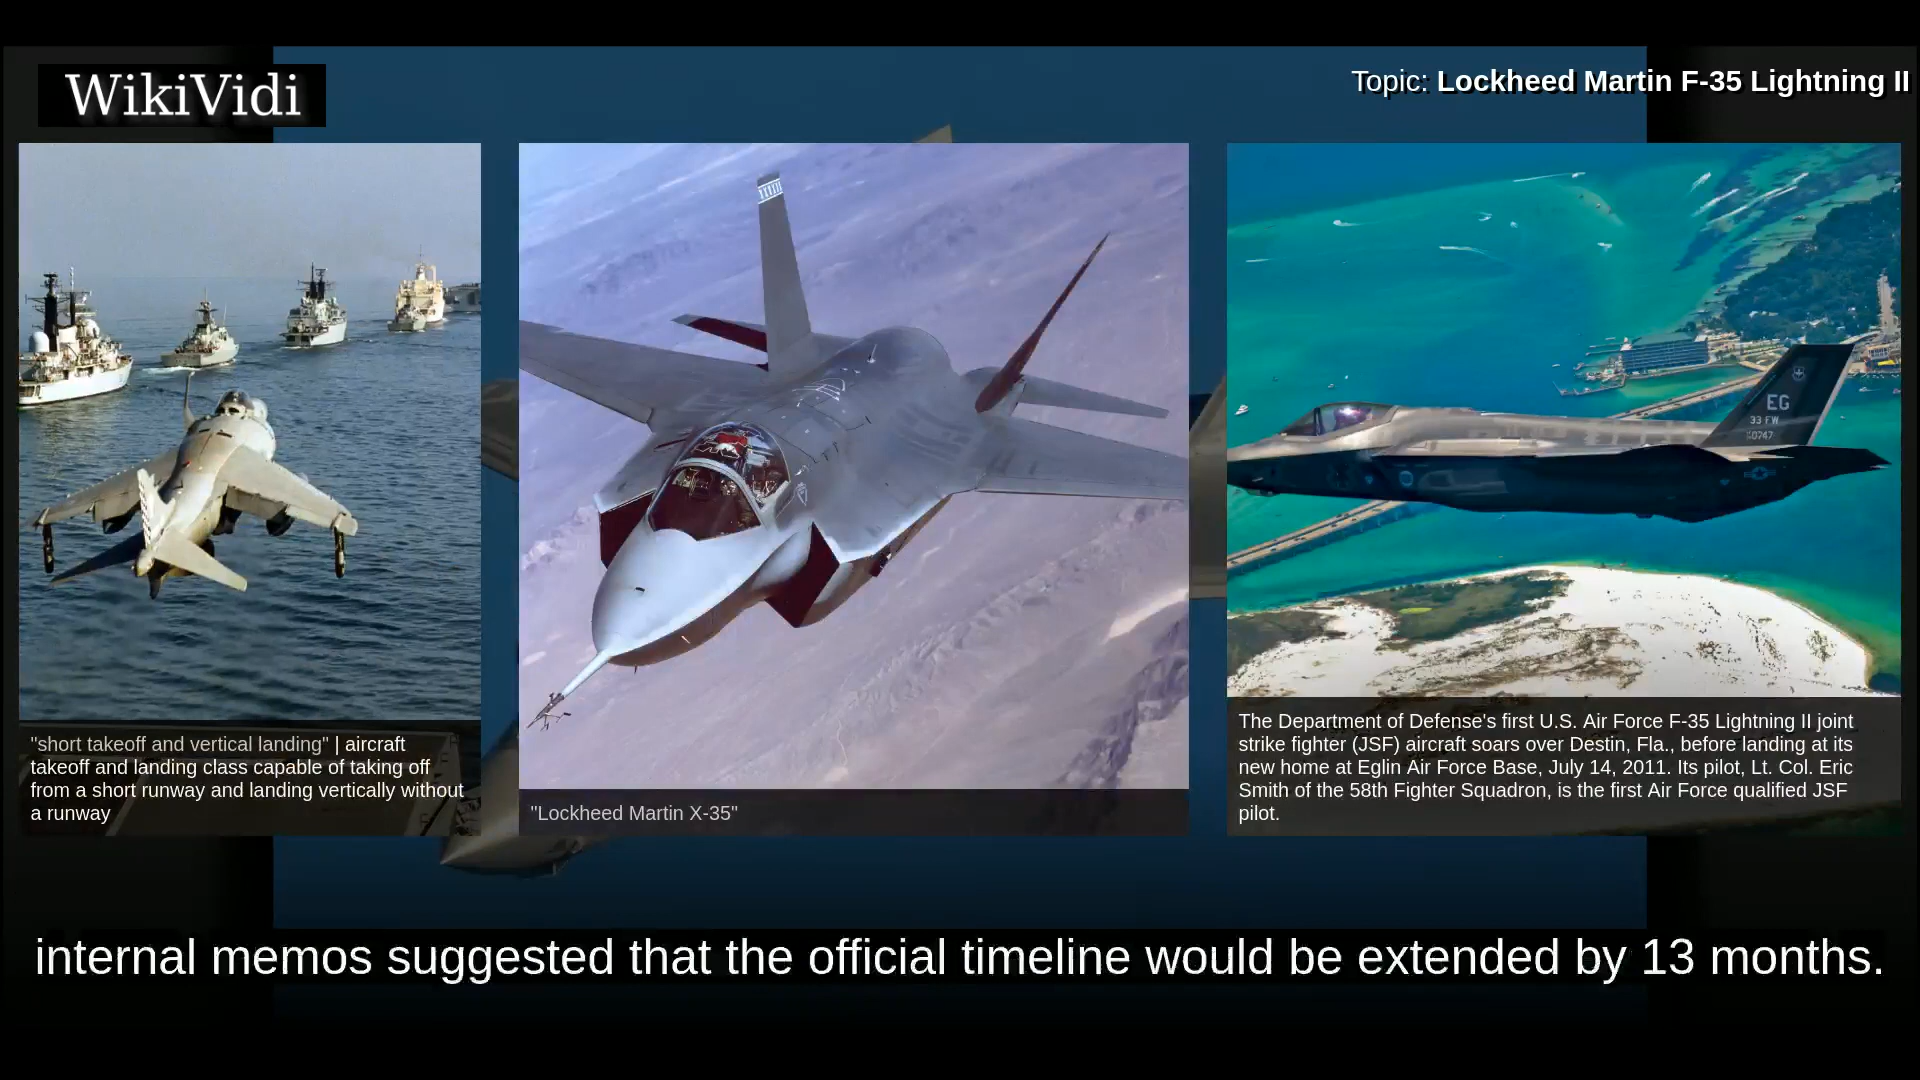 WikiVidi
Topic: Lockheed Martin F-35 Lightning II
XXVIII
EG
33 FW
0747
"short takeoff and vertical landing" | aircraft
takeoff and landing class capable of taking off
from a short runway and landing vertically without
a runway
"Lockheed Martin X-35"
The Department of Defense's first U.S. Air Force F-35 Lightning II joint
strike fighter (JSF) aircraft soars over Destin, Fla., before landing at its
new home at Eglin Air Force Base, July 14, 2011. Its pilot, Lt. Col. Eric
Smith of the 58th Fighter Squadron, is the first Air Force qualified JSF
pilot.
internal memos suggested that the official timeline would be extended by 13 months.